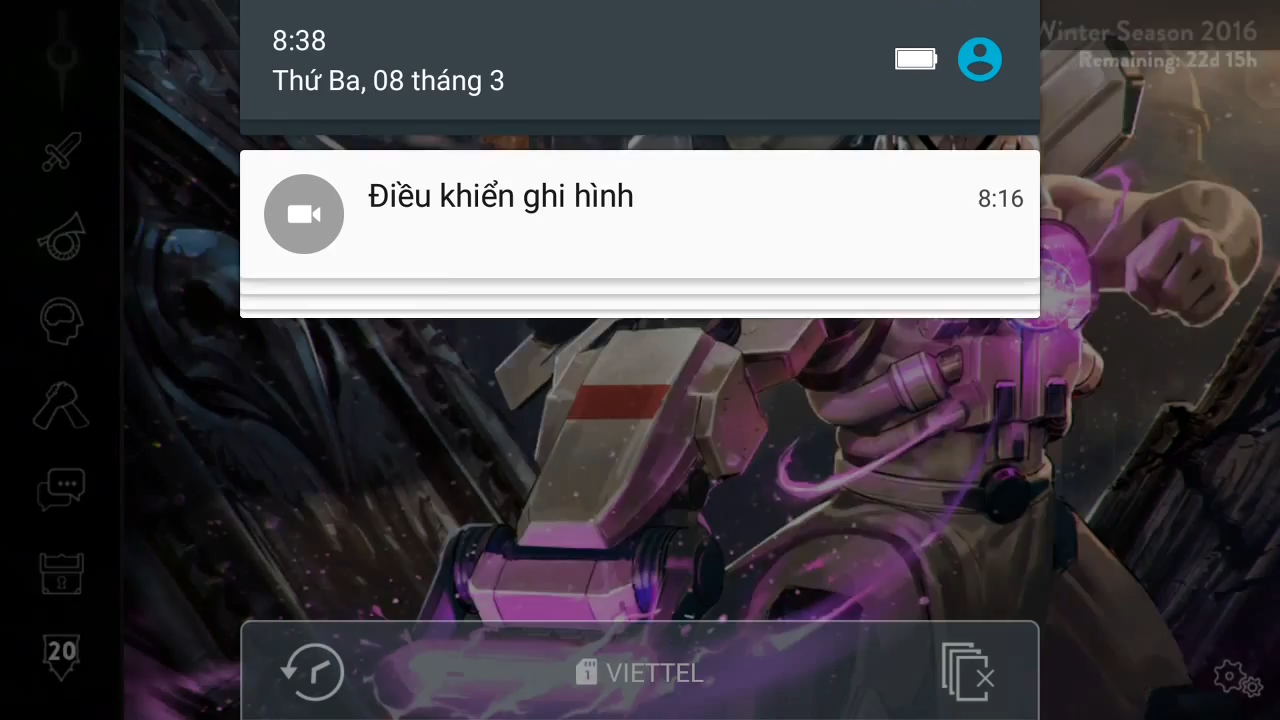 8:38
Thứ Ba, 08 tháng 3
Winter Season 2016
Remaining: 22d 15h
Điều khiển ghi hình
8:16
20
1
VIETTEL